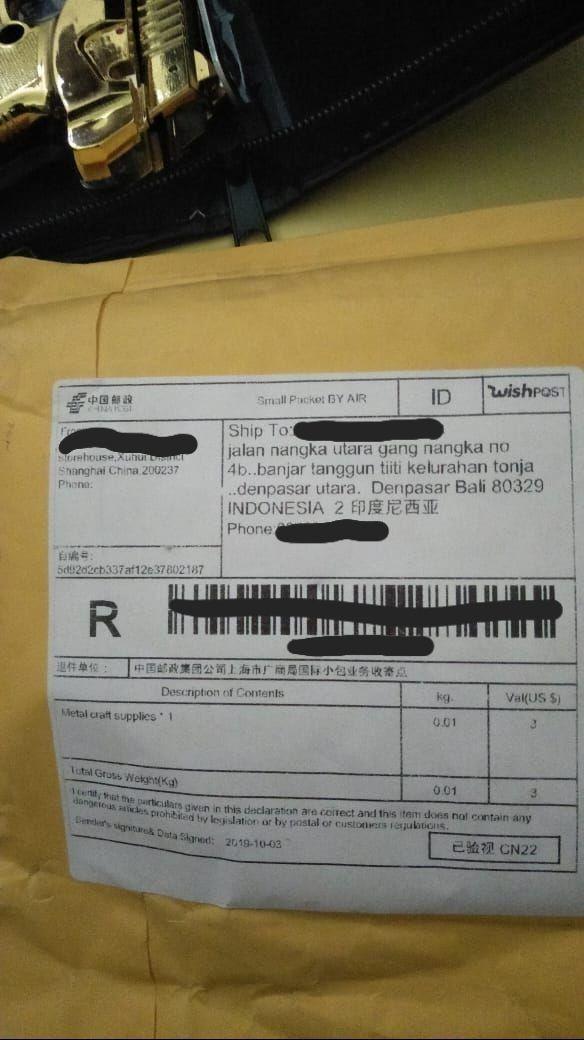 中国邮政
CHINA POST
Small Packet BY AIR
ID
wishPOST
From
Storehouse,Xuhui District
Shanghai China,200237
Phone:
Ship To:
jalan nangka utara gang nangka no
4b..banjar tanggun tiiti kelurahan tonja
..denpasar utara. Denpasar Bali 80329
INDONESIA 2 印度尼西亚
Phone:
自编号:
5d92d2cb337af12e37802187
R
退件单位: 中国邮政集团公司上海市广商局国际小包业务收寄点
Description of Contents kg. Val(US $)
Metal craft supplies * 1 0.01 3
Total Gross Weight(Kg) 0.01 3
I certify that the particulars given in this declaration are correct and this item does not contain any
dangerous articles prohibited by legislation or by postal or customers regulations.
Sender's signiture& Data Signed: 2019-10-03
已验视 CN22